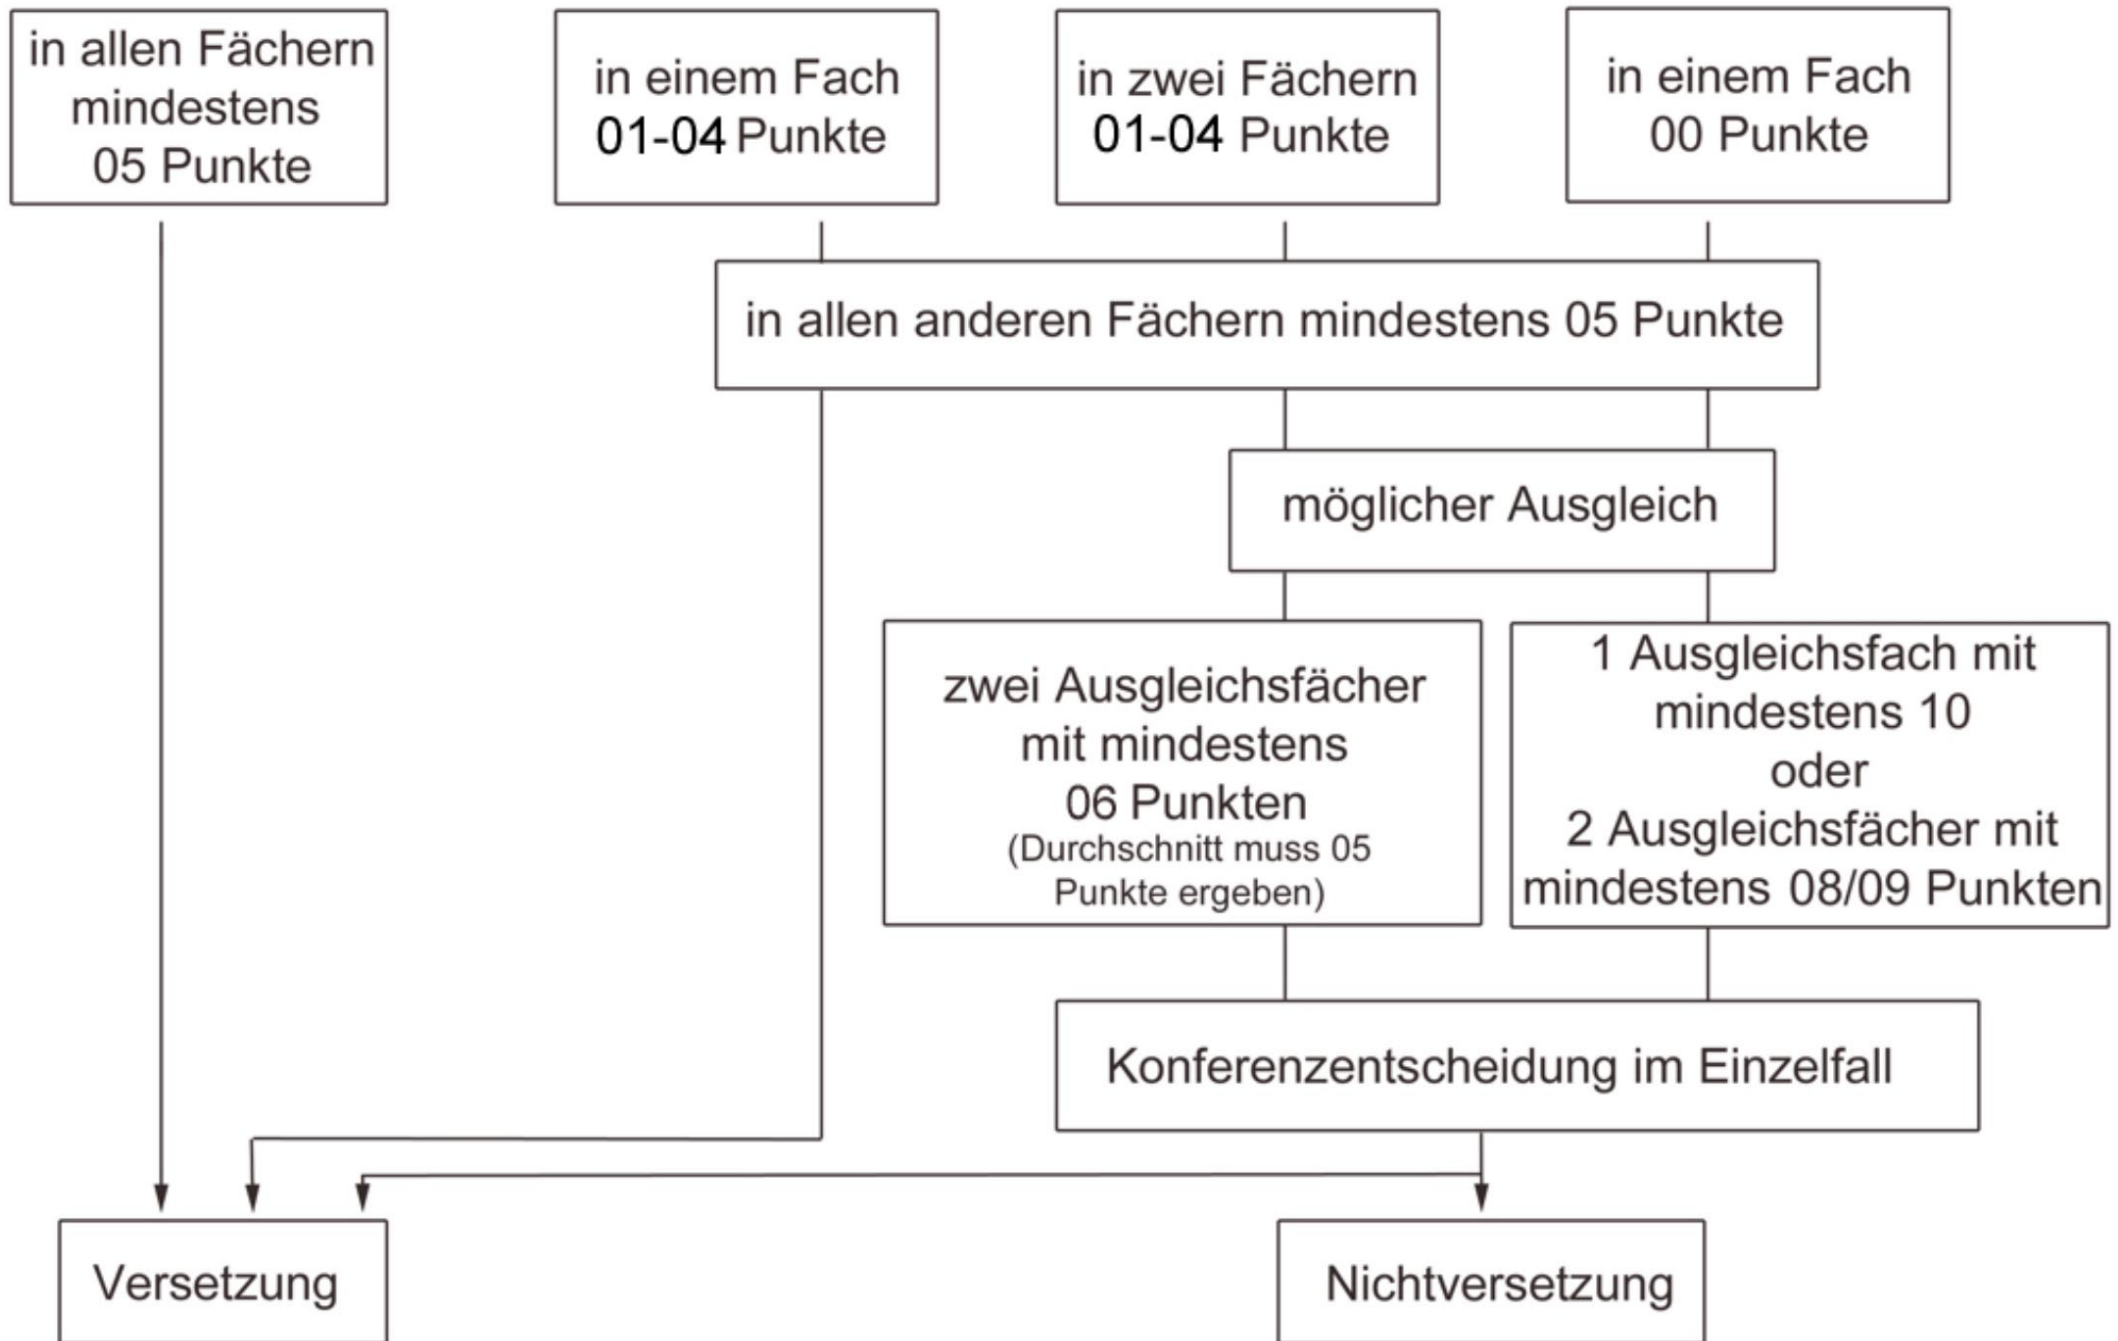 in allen Fächern
mindestens
05 Punkte
in einem Fach
01-04 Punkte
in zwei Fächern
01-04 Punkte
in einem Fach
00 Punkte
in allen anderen Fächern mindestens 05 Punkte
möglicher Ausgleich
zwei Ausgleichsfächer
mit mindestens
06 Punkten
(Durchschnitt muss 05
Punkte ergeben)
1 Ausgleichsfach mit
mindestens 10
oder
2 Ausgleichsfächer mit
mindestens 08/09 Punkten
Konferenzentscheidung im Einzelfall
Versetzung
Nichtversetzung